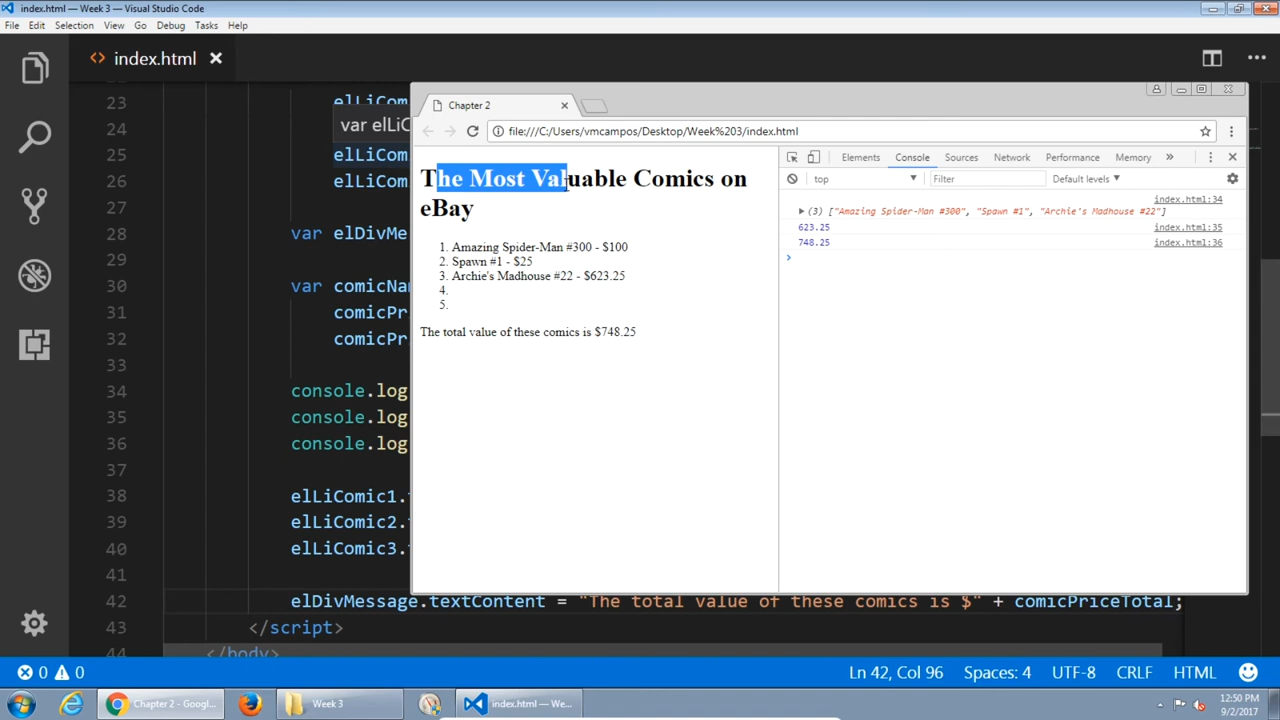 index.html — Week 3 — Visual Studio Code
File Edit Selection View Go Debug Tasks Help
index.html
23 elLiCom
24 var elLiC
25 elLiCom
26 elLiCom
27
28 var elDivMe
29
30 var comicNa
31 comicPr
32 comicPr
33
34 console.log
35 console.log
36 console.log
37
38 elLiComic1.
39 elLiComic2.
40 elLiComic3.
41
42 elDivMessage.textContent = "The total value of these comics is $" + comicPriceTotal;
43 </script>
44 </body>
Chapter 2
file:///C:/Users/vmcampos/Desktop/Week%203/index.html
The Most Valuable Comics on
eBay
1. Amazing Spider-Man #300 - $100
2. Spawn #1 - $25
3. Archie's Madhouse #22 - $623.25
4.
5.
The total value of these comics is $748.25
Elements Console Sources Network Performance Memory »
top Filter Default levels
index.html:34
(3) ["Amazing Spider-Man #300", "Spawn #1", "Archie's Madhouse #22"]
623.25 index.html:35
748.25 index.html:36
0 0 Ln 42, Col 96 Spaces: 4 UTF-8 CRLF HTML
Chapter 2 - Googl... Week 3 index.html — We... 12:50 PM
9/2/2017